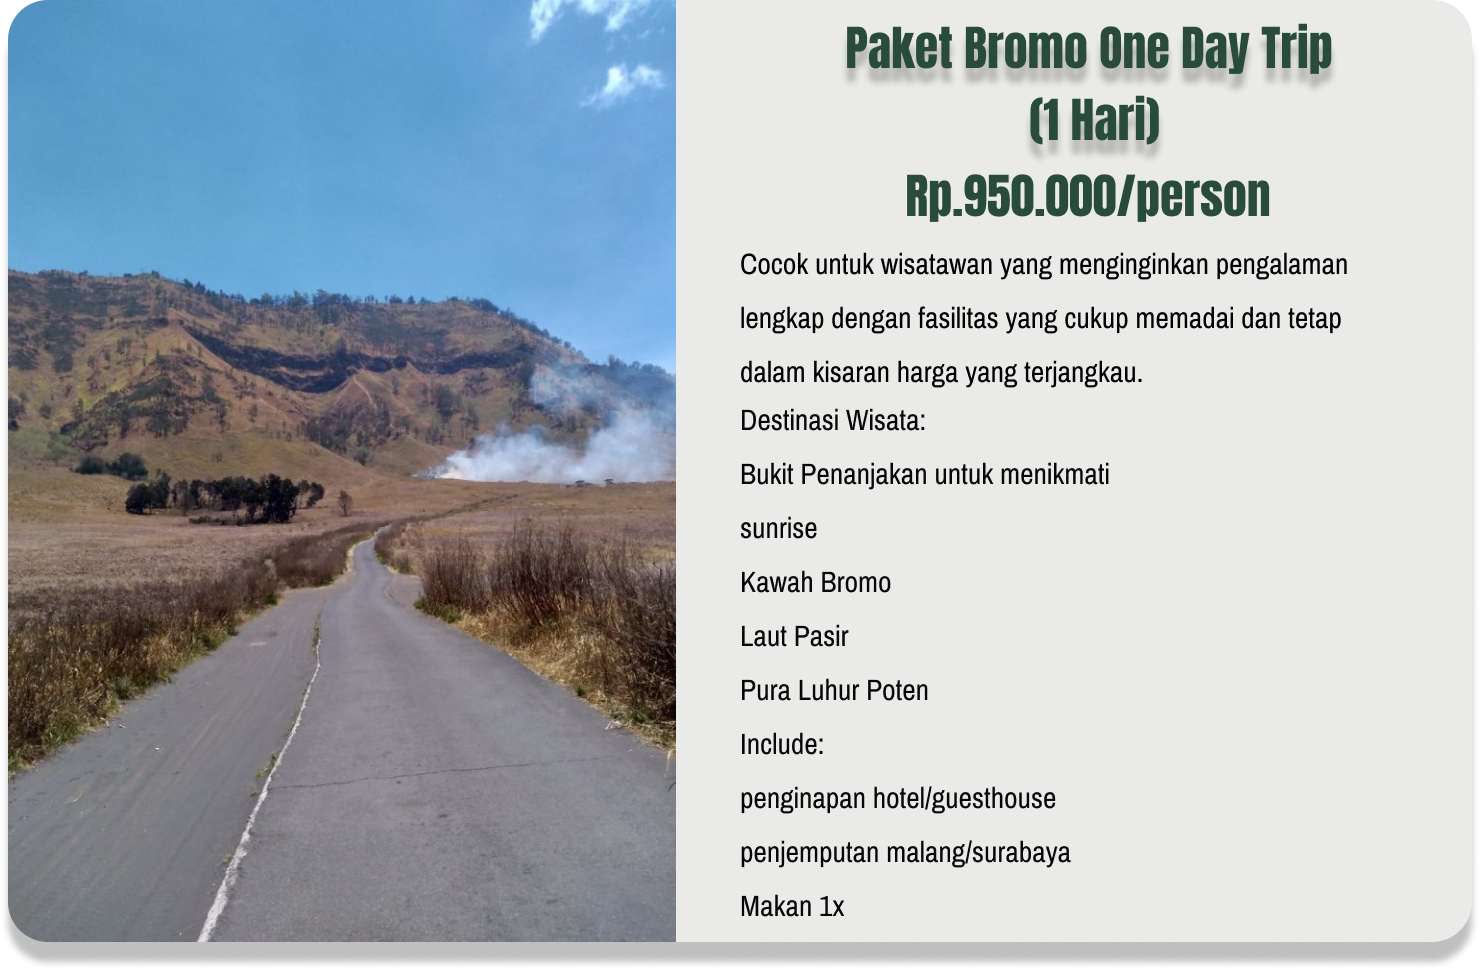 Paket Bromo One Day Trip
(1 Hari)
Rp.950.000/person
Cocok untuk wisatawan yang menginginkan pengalaman
lengkap dengan fasilitas yang cukup memadai dan tetap
dalam kisaran harga yang terjangkau.
Destinasi Wisata:
Bukit Penanjakan untuk menikmati
sunrise
Kawah Bromo
Laut Pasir
Pura Luhur Poten
Include:
penginapan hotel/guesthouse
penjemputan malang/surabaya
Makan 1x